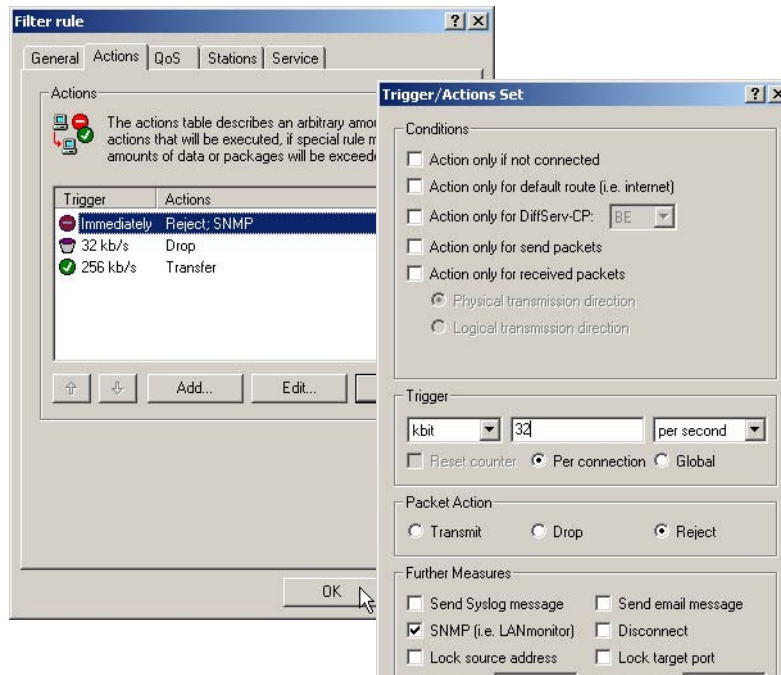 Filter rule
General Actions QoS Stations Service
Actions
The actions table describes an arbitrary
actions that will be executed, if special rule
amounts of data or packages will be
Trigger Actions
Immediately Reject; SNMP
32 kb/s Drop
256 kb/s Transfer
Add... Edit...
OK
Trigger/Actions Set
Conditions
Action only if not connected
Action only for default route (i.e. internet)
Action only for DiffServ-CP: BE
Action only for send packets
Action only for received packets
Physical transmission direction
Logical transmission direction
Trigger
kbit 32 per second
Reset counter Per connection Global
Packet Action
Transmit Drop Reject
Further Measures
Send Syslog message Send email message
SNMP (i.e. LANmonitor) Disconnect
Lock source address Lock target port